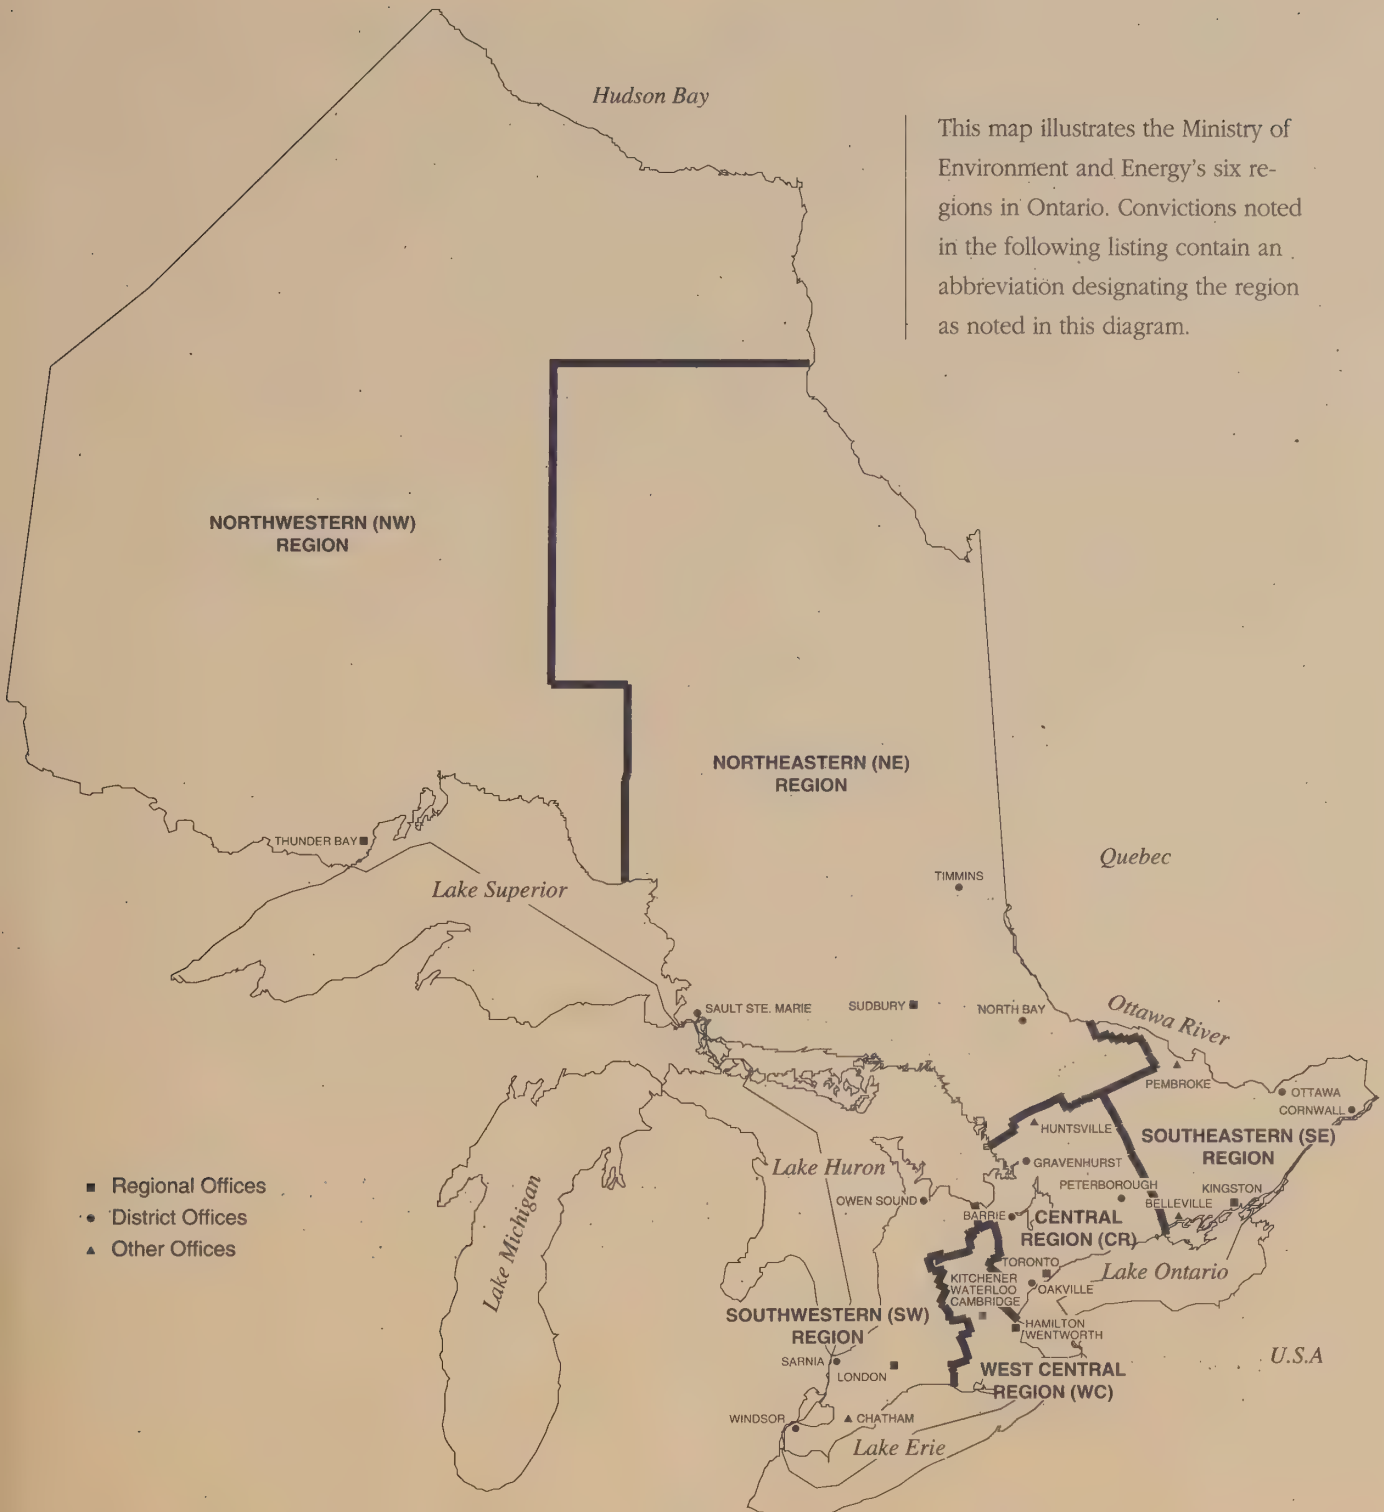 Hudson Bay
This map illustrates the Ministry of
Environment and Energy's six re-
gions in Ontario. Convictions noted
in the following listing contain an
abbreviation designating the region
as noted in this diagram.
NORTHWESTERN (NW)
REGION
NORTHEASTERN (NE)
REGION
THUNDER BAY
Lake Superior
Quebec
TIMMINS
SAULT STE. MARIE
SUDBURY
NORTH BAY
Ottawa River
PEMBROKE
OTTAWA
CORNWALL
HUNTSVILLE
SOUTHEASTERN (SE)
REGION
Lake Huron
GRAVENHURST
PETERBOROUGH
KINGSTON
OWEN SOUND
BELLEVILLE
BARRIE
CENTRAL
REGION (CR)
Regional Offices
District Offices
Other Offices
Lake Michigan
TORONTO
Lake Ontario
KITCHENER
WATERLOO
CAMBRIDGE
OAKVILLE
SOUTHWESTERN (SW)
REGION
HAMILTON
WENTWORTH
U.S.A
SARNIA
LONDON
WEST CENTRAL
REGION (WC)
WINDSOR
CHATHAM
Lake Erie